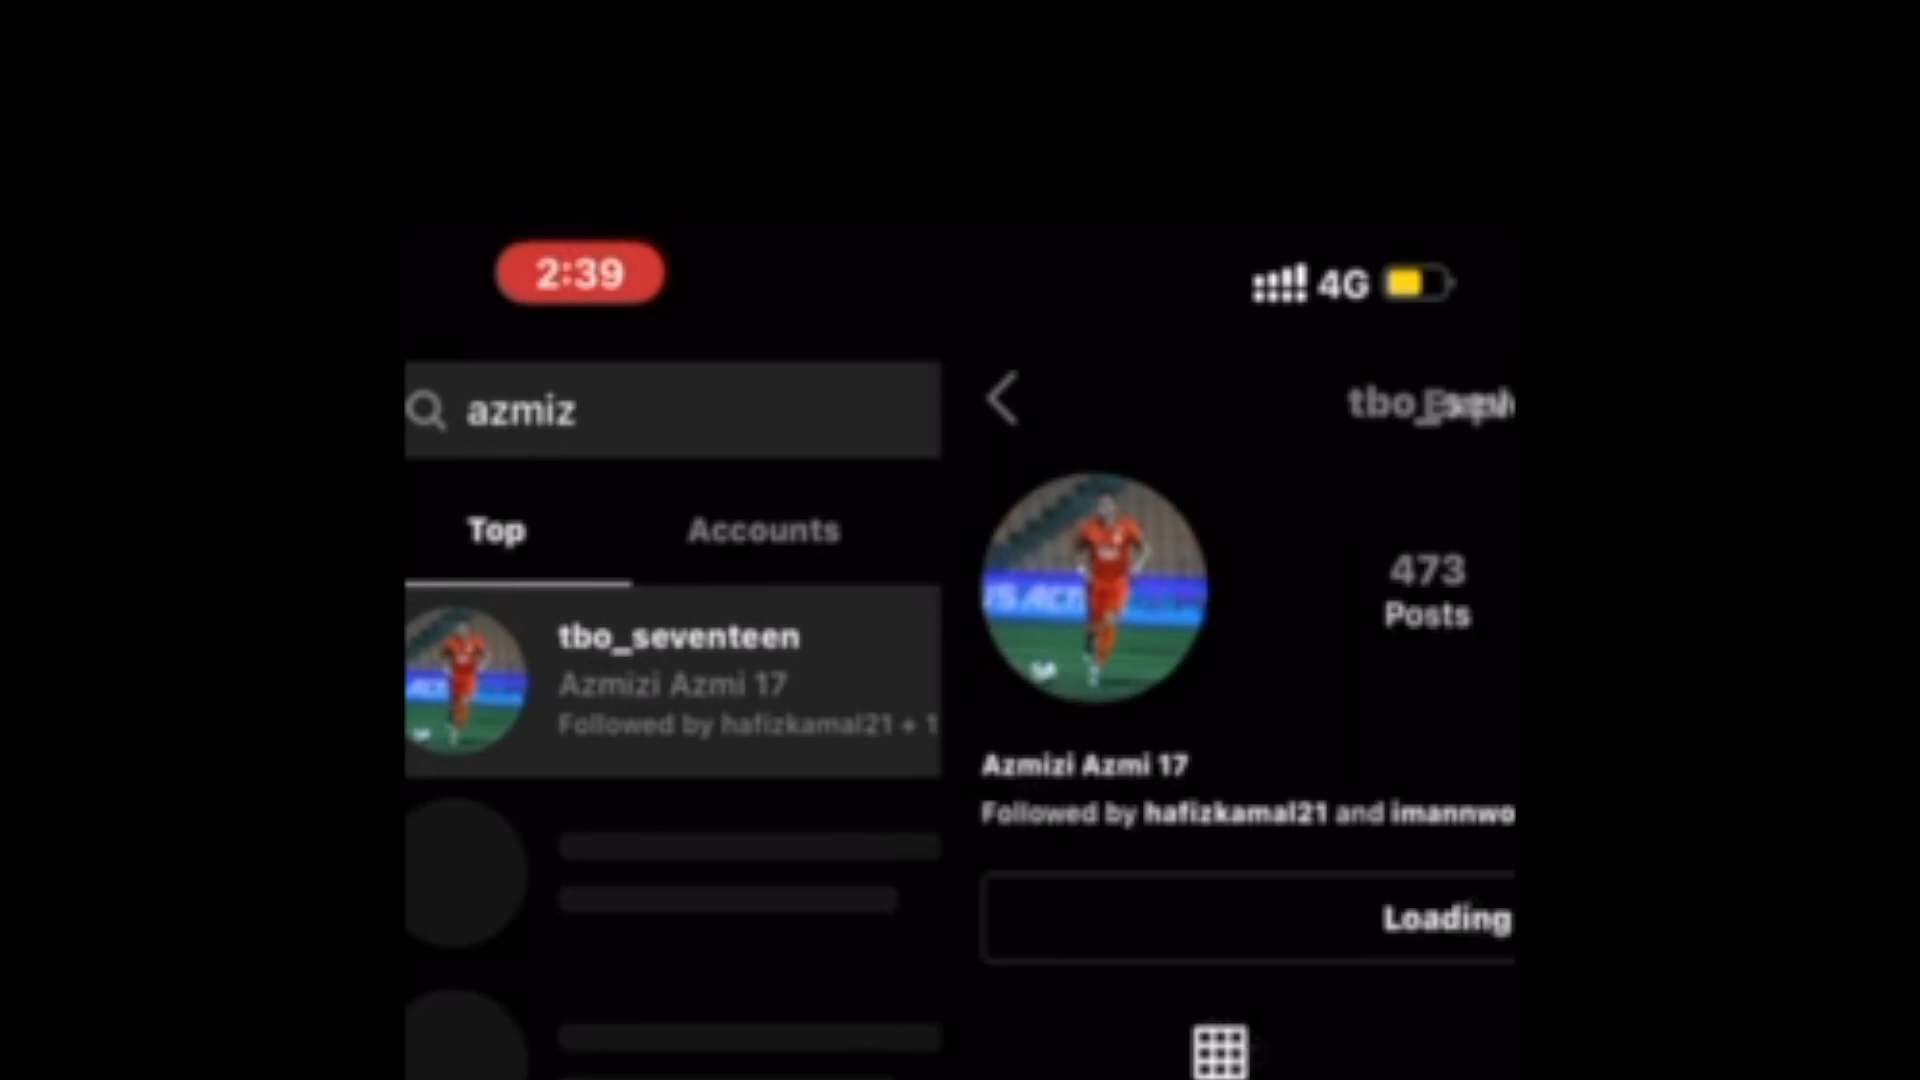 2:39
4G
azmiz
Top
Accounts
tbo_seventeen
Azmizi Azmi 17
Followed by hafizkamal21 + 1
473
Posts
Azmizi Azmi 17
Followed by hafizkamal21 and imannwo
Loading